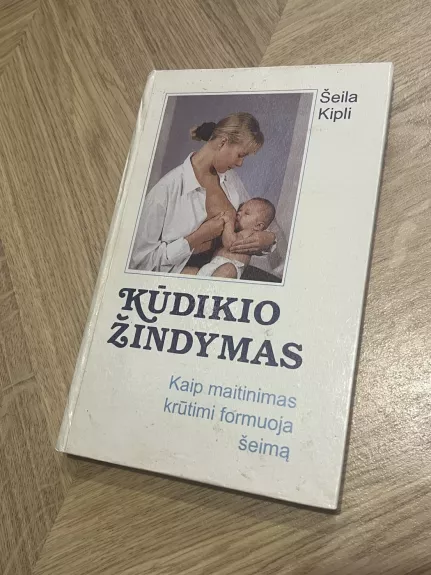 Šeila
Kipli
KŪDIKIO
ŽINDYMAS
Kaip maitinimas
krūtimi formuoja
šeimą